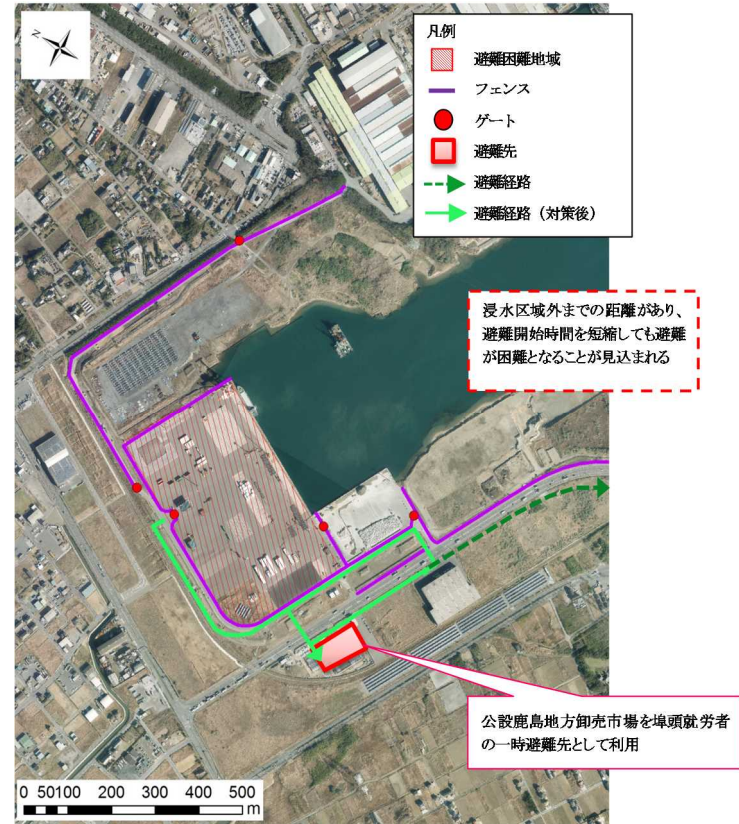 N
凡例
避難困難地域
フェンス
ゲート
避難先
避難経路
避難経路（対策後）
浸水区域外までの距離があり、
避難開始時間を短縮しても避難
が困難となることが見込まれる
公設鹿島地方卸売市場を埠頭就労者
の一時避難先として利用
0 50100 200 300 400 500
m